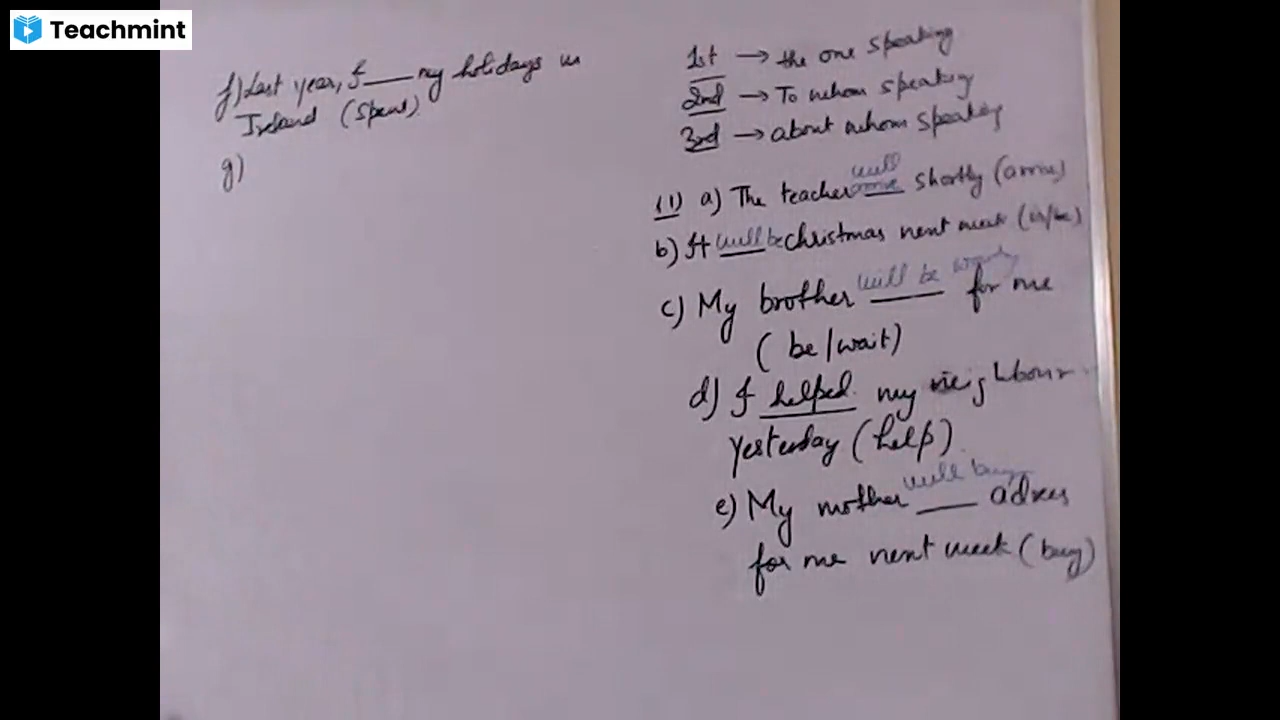 Teachmint
f) Last year, I ___ my holidays in
Ireland (Spent)
g)
1st → the one speaking
2nd → To whom speaking
3rd → about whom speaking
(1) a) The teacher will arrive shortly (arrive)
b) It will be christmas next week (is/be)
c) My brother will be waiting for me
(be/wait)
d) I helped my neighbour
yesterday (help)
e) My mother will buy a dress
for me next week (buy)